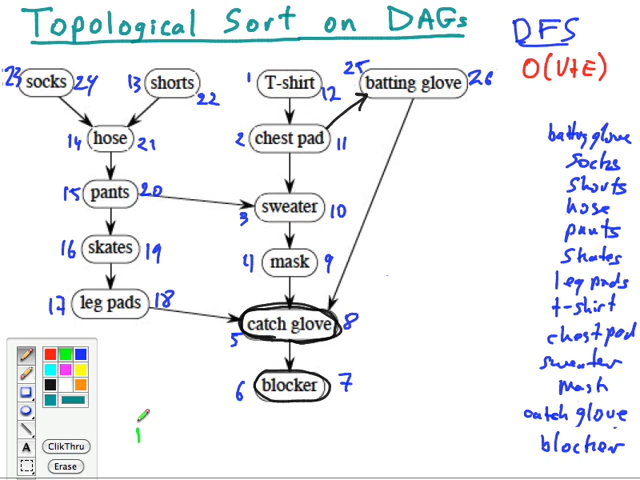 Topological Sort on DAGs
DFS
O(V+E)
23 socks 24
13 shorts 22
1 T-shirt 12
25 batting glove 26
14 hose 21
2 chest pad 11
15 pants 20
3 sweater 10
16 skates 19
4 mask 9
17 leg pads 18
5 catch glove 8
6 blocker 7
batting glove
socks
shorts
hose
pants
skates
leg pads
t-shirt
chest pad
sweater
mask
catch glove
blocker
A
ClikThru
Erase